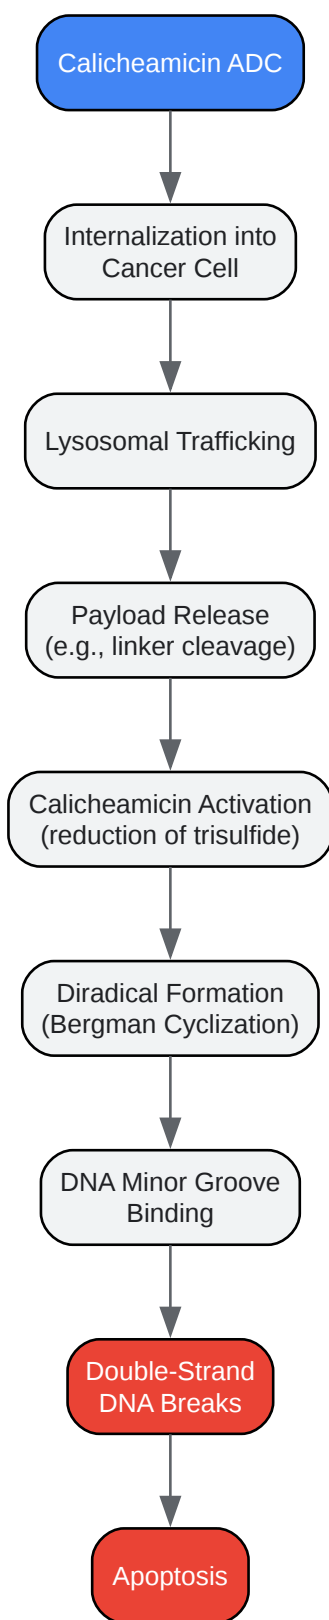 Calicheamicin ADC
Internalization into
Cancer Cell
Lysosomal Trafficking
Payload Release
(e.g., linker cleavage)
Calicheamicin Activation
(reduction of trisulfide)
Diradical Formation
(Bergman Cyclization)
DNA Minor Groove
Binding
Double-Strand
DNA Breaks
Apoptosis